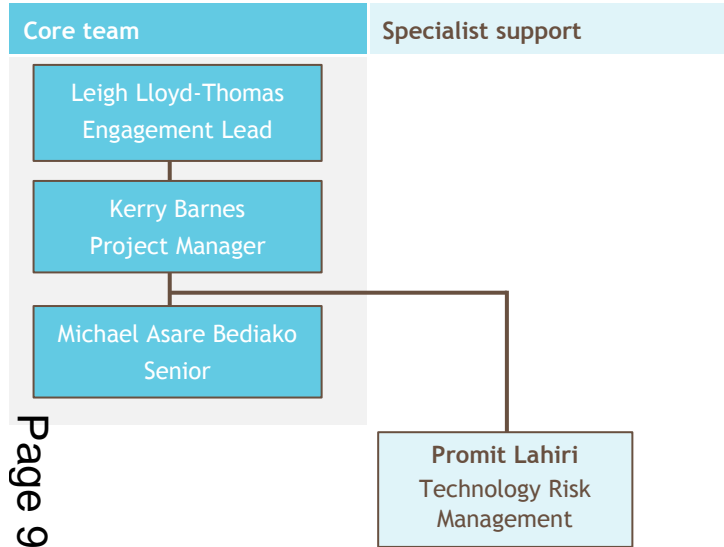 Core team
Specialist support
Leigh Lloyd-Thomas
Engagement Lead
Kerry Barnes
Project Manager
Michael Asare Bediako
Senior
Promit Lahiri
Technology Risk
Management
Page 9